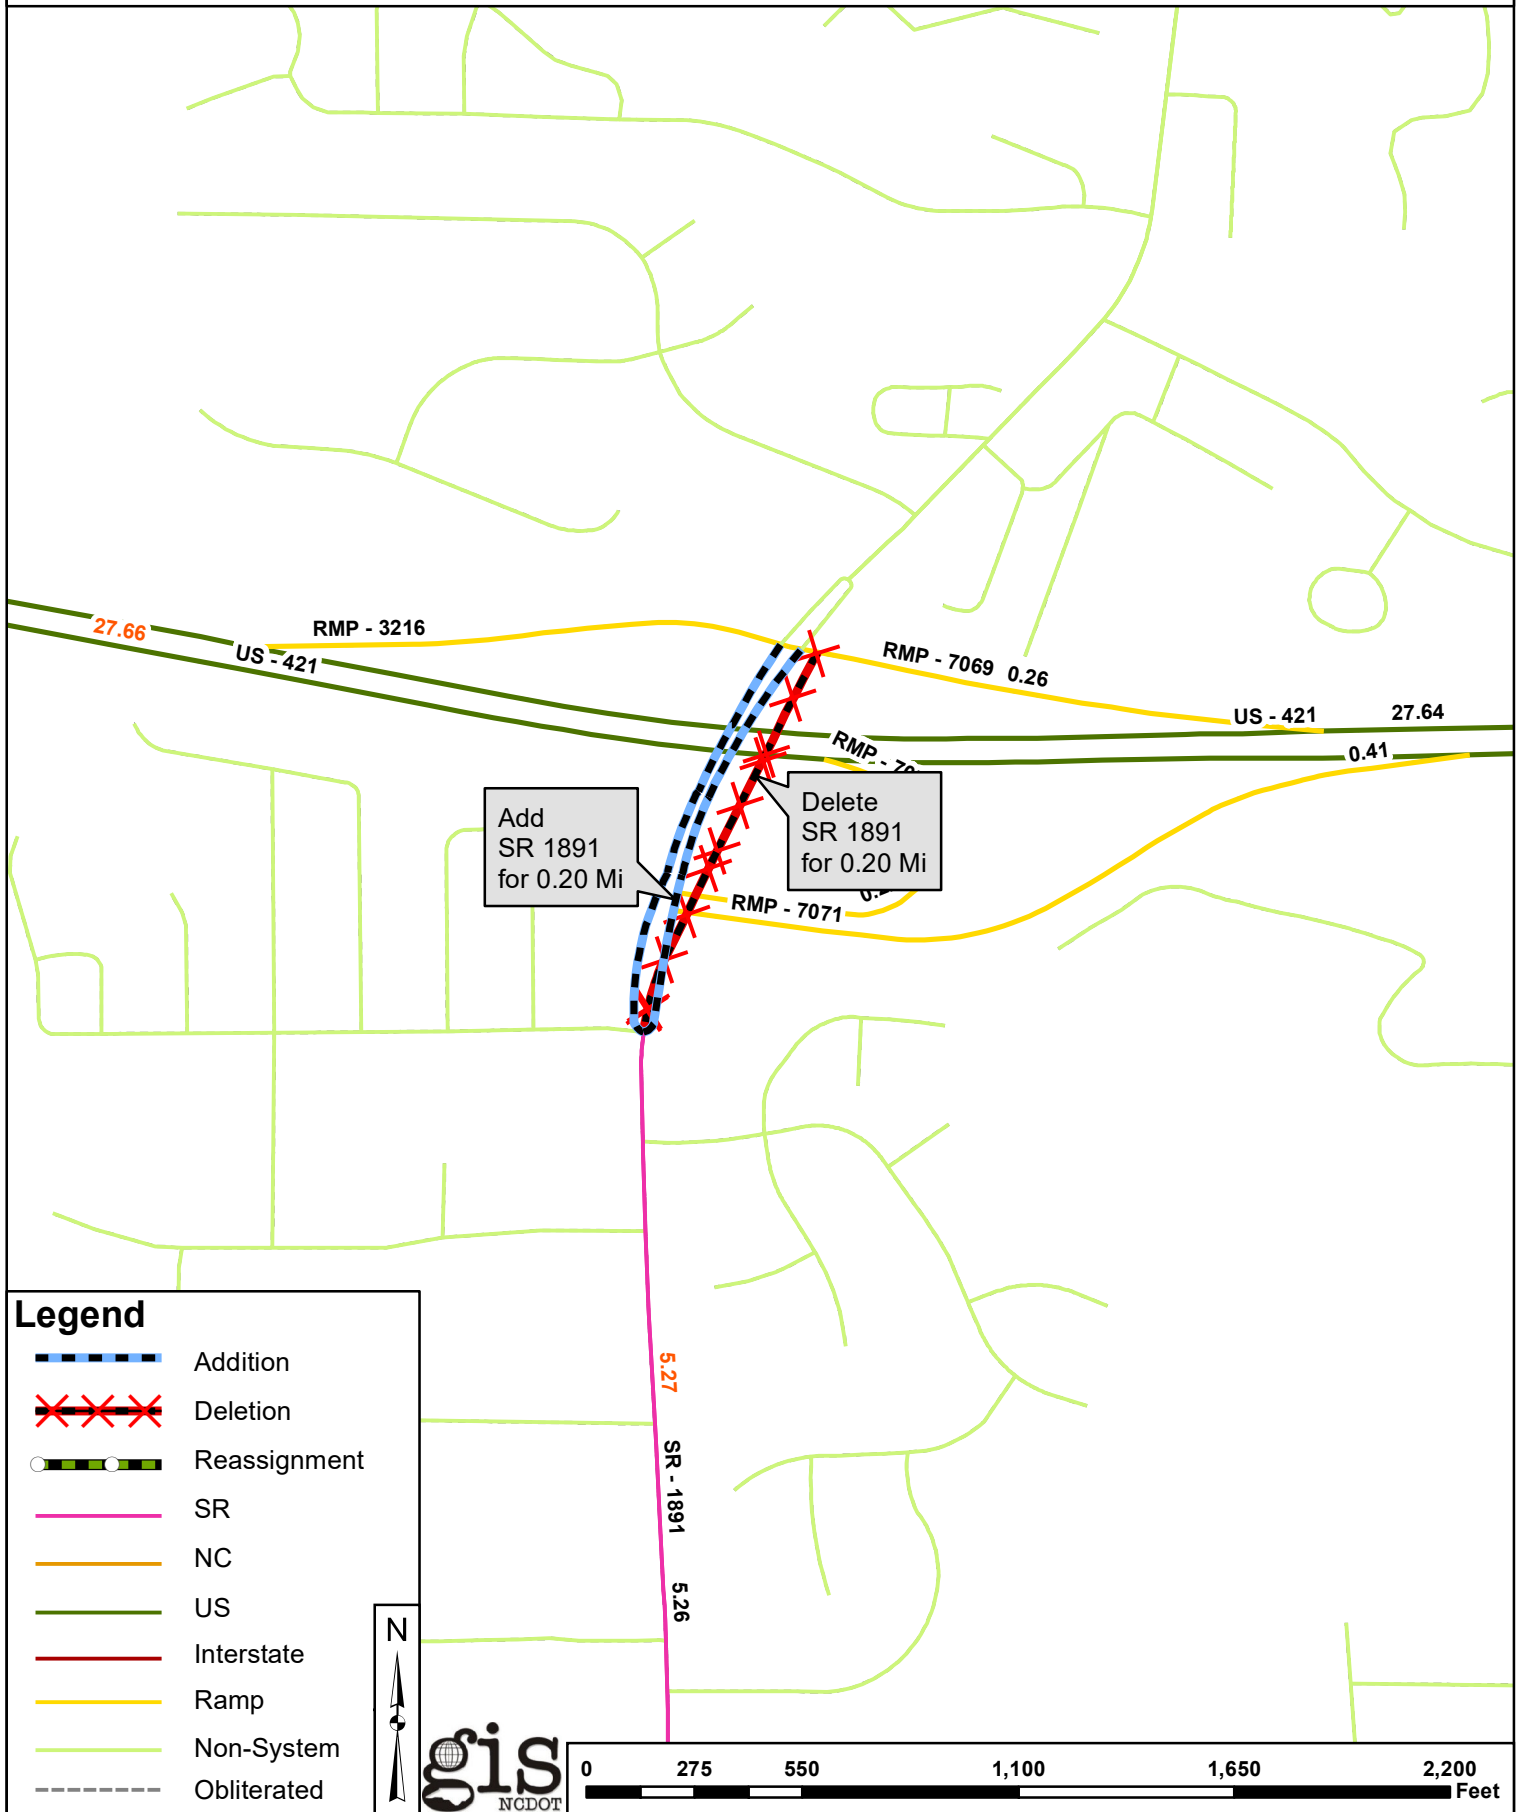 27.66
RMP - 3216
US - 421
RMP - 7069 0.26
US - 421
27.64
0.41
Add
SR 1891
for 0.20 Mi
Delete
SR 1891
for 0.20 Mi
RMP - 7071
5.27
SR - 1891
5.26
Legend
Addition
Deletion
Reassignment
SR
NC
US
Interstate
Ramp
Non-System
Obliterated
N
gis
NCDOT
0 275 550 1,100 1,650 2,200
Feet